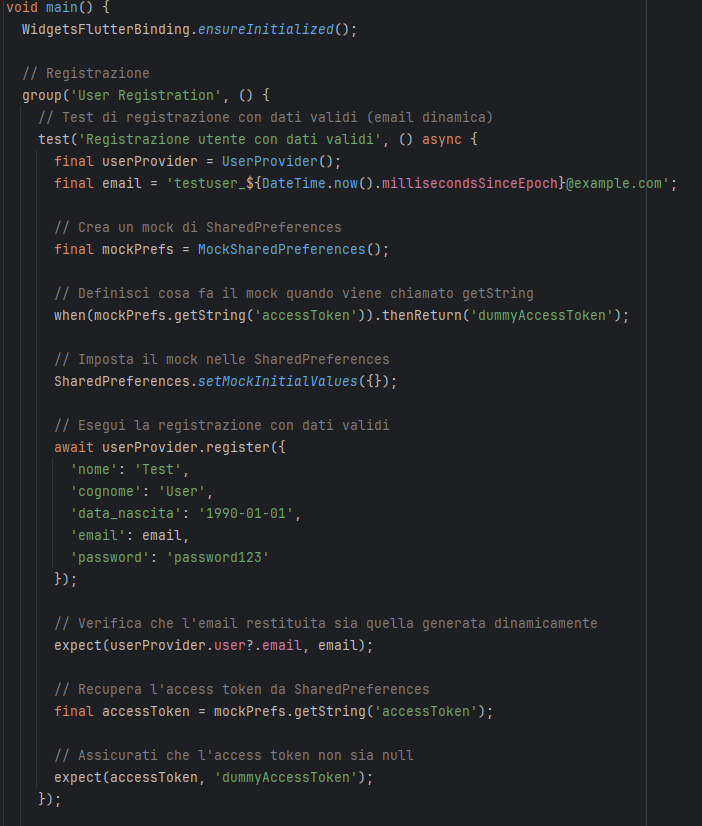 void main() {
  WidgetsFlutterBinding.ensureInitialized();

  // Registrazione
  group('User Registration', () {
    // Test di registrazione con dati validi (email dinamica)
    test('Registrazione utente con dati validi', () async {
      final userProvider = UserProvider();
      final email = 'testuser_${DateTime.now().millisecondsSinceEpoch}@example.com';

      // Crea un mock di SharedPreferences
      final mockPrefs = MockSharedPreferences();

      // Definisci cosa fa il mock quando viene chiamato getString
      when(mockPrefs.getString('accessToken')).thenReturn('dummyAccessToken');

      // Imposta il mock nelle SharedPreferences
      SharedPreferences.setMockInitialValues({});

      // Esegui la registrazione con dati validi
      await userProvider.register({
        'nome': 'Test',
        'cognome': 'User',
        'data_nascita': '1990-01-01',
        'email': email,
        'password': 'password123'
      });

      // Verifica che l'email restituita sia quella generata dinamicamente
      expect(userProvider.user?.email, email);

      // Recupera l'access token da SharedPreferences
      final accessToken = mockPrefs.getString('accessToken');

      // Assicurati che l'access token non sia null
      expect(accessToken, 'dummyAccessToken');
    });